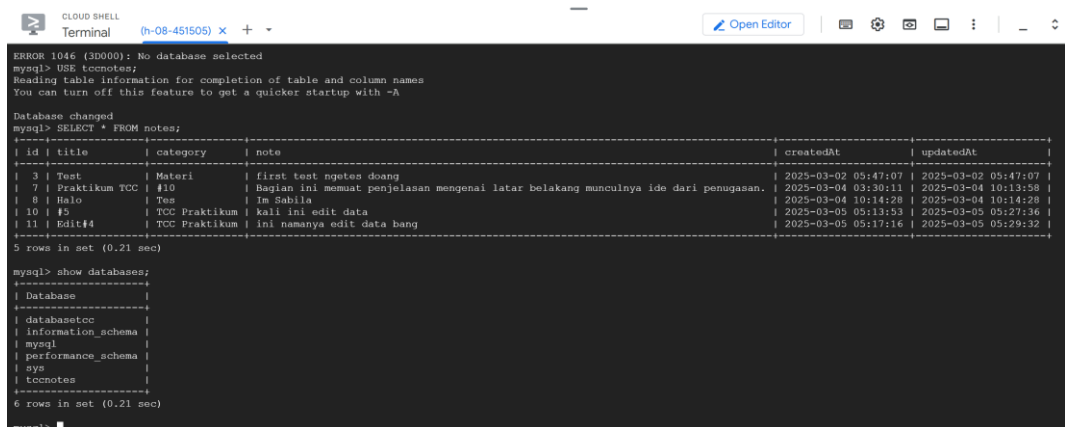 CLOUD SHELL
Terminal
(h-08-451505) × + Open Editor
ERROR 1046 (3D000): No database selected
mysql> USE tccnotes;
Reading table information for completion of table and column names
You can turn off this feature to get a quicker startup with -A
Database changed
mysql> SELECT * FROM notes;
+----+---------------+---------------+-------------------------------------------------------------------------------------+---------------------+---------------------+
| id | title | category | note | createdAt | updatedAt |
+----+---------------+---------------+-------------------------------------------------------------------------------------+---------------------+---------------------+
| 3 | Test | Materi | first test ngetes doang | 2025-03-02 05:47:07 | 2025-03-02 05:47:07 |
| 7 | Praktikum TCC | #10 | Bagian ini memuat penjelasan mengenai latar belakang munculnya ide dari penugasan. | 2025-03-04 03:30:11 | 2025-03-04 10:13:58 |
| 8 | Halo | Tes | Im Sabila | 2025-03-04 10:14:28 | 2025-03-04 10:14:28 |
| 10 | #5 | TCC Praktikum | kali ini edit data | 2025-03-05 05:13:53 | 2025-03-05 05:27:36 |
| 11 | Edit#4 | TCC Praktikum | ini namanya edit data bang | 2025-03-05 05:17:16 | 2025-03-05 05:29:32 |
+----+---------------+---------------+-------------------------------------------------------------------------------------+---------------------+---------------------+
5 rows in set (0.21 sec)
mysql> show databases;
+--------------------+
| Database |
+--------------------+
| databasetcc |
| information_schema |
| mysql |
| performance_schema |
| sys |
| tccnotes |
+--------------------+
6 rows in set (0.21 sec)
mysql>